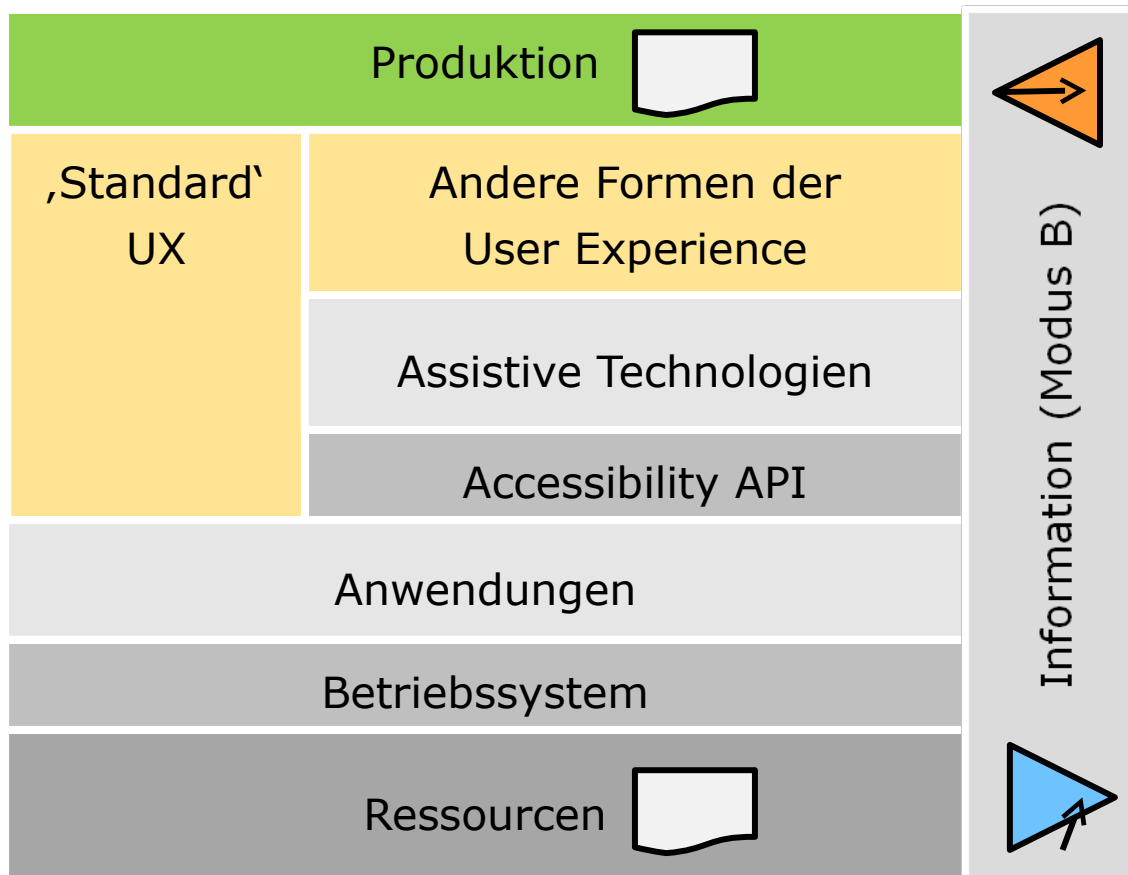 Produktion
‚Standard‘
UX
Andere Formen der
User Experience
Assistive Technologien
Accessibility API
Anwendungen
Betriebssystem
Ressourcen
Information (Modus B)